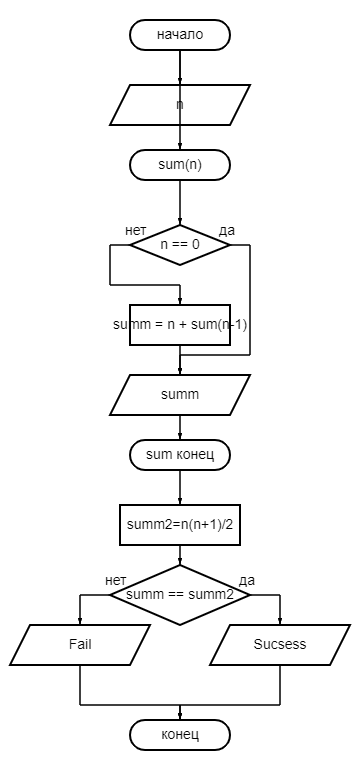 начало
n
sum(n)
нет
да
n == 0
summ = n + sum(n-1)
summ
sum конец
summ2=n(n+1)/2
нет
да
summ == summ2
Fail
Sucsess
конец